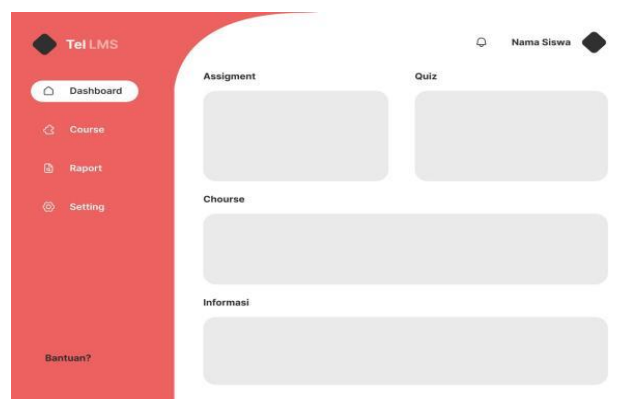 Tel LMS
Nama Siswa
Dashboard
Course
Raport
Setting
Bantuan?
Assigment
Quiz
Chourse
Informasi